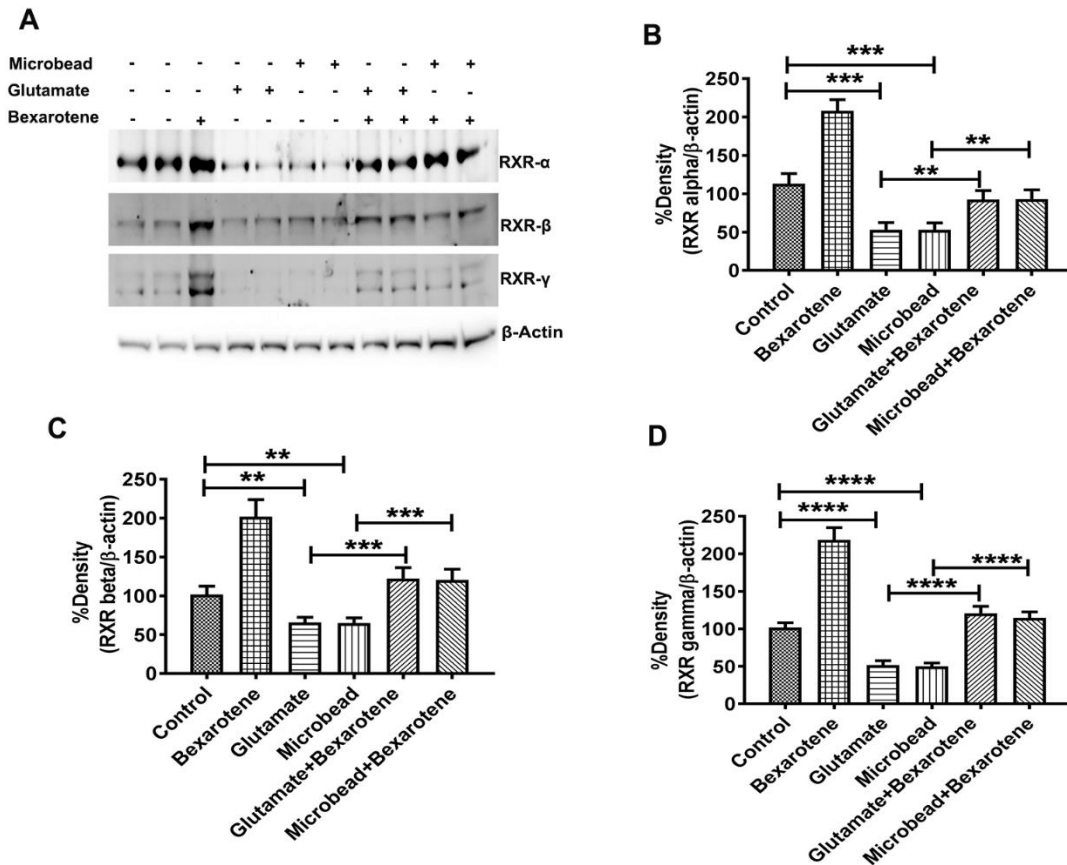 A
Microbead - - - - - + + - - + +
Glutamate - - - + + - - + + - -
Bexarotene - - + - - - - + + + +
RXR-α
RXR-β
RXR-γ
β-Actin
B
%Density
(RXR alpha/β-actin)
250
200
150
100
50
0
***
***
**
**
Control
Bexarotene
Glutamate
Microbead
Glutamate+Bexarotene
Microbead+Bexarotene
C
%Density
(RXR beta/β-actin)
250
200
150
100
50
0
**
**
***
***
Control
Bexarotene
Glutamate
Microbead
Glutamate+Bexarotene
Microbead+Bexarotene
D
%Density
(RXR gamma/β-actin)
250
200
150
100
50
0
****
****
****
****
Control
Bexarotene
Glutamate
Microbead
Glutamate+Bexarotene
Microbead+Bexarotene